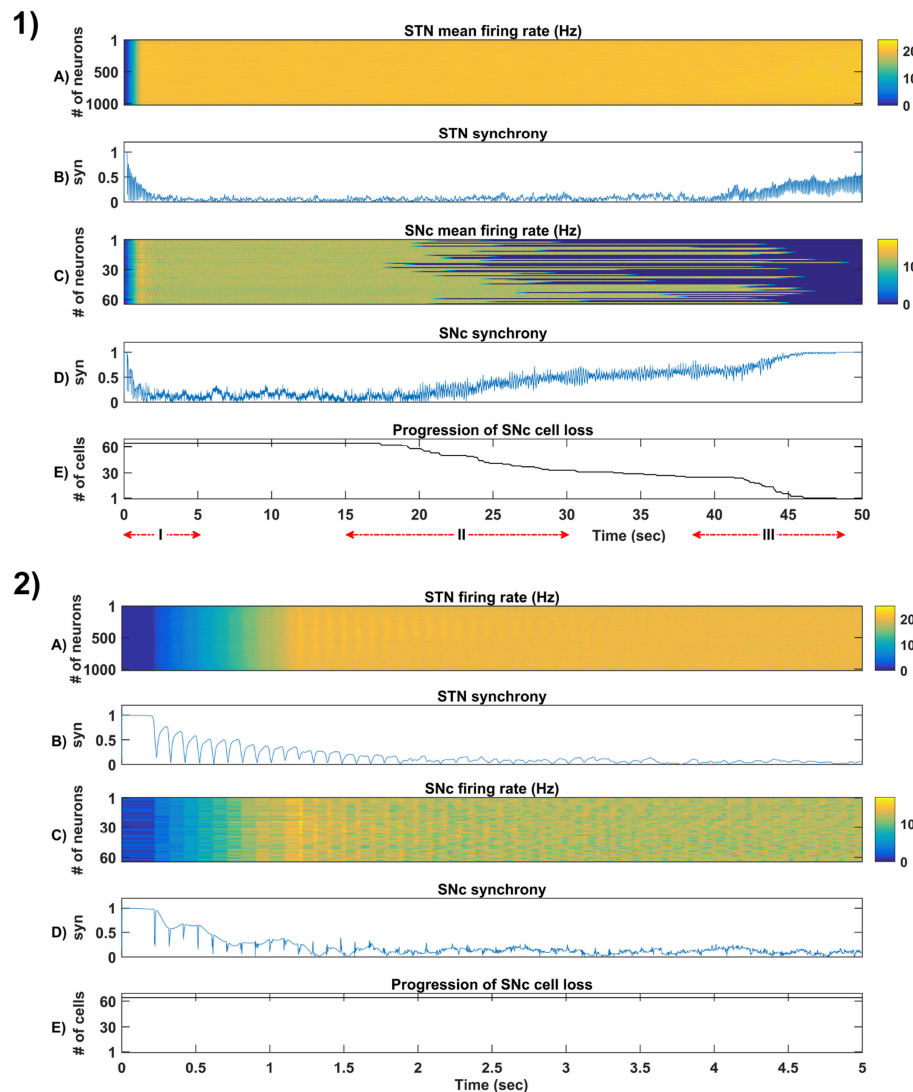 1)
STN mean firing rate (Hz)
A)
# of neurons
1
500
1000
20
10
0
STN synchrony
B)
syn
1
0.5
0
SNc mean firing rate (Hz)
C)
# of neurons
1
30
60
10
0
SNc synchrony
D)
syn
1
0.5
0
Progression of SNc cell loss
E)
# of cells
60
30
1
0 5 10 15 20 25 30 35 40 45 50
I II Time (sec) III
2)
STN firing rate (Hz)
A)
# of neurons
1
500
1000
20
10
0
STN synchrony
B)
syn
1
0.5
0
SNc firing rate (Hz)
C)
# of neurons
1
30
60
10
0
SNc synchrony
D)
syn
1
0.5
0
Progression of SNc cell loss
E)
# of cells
60
30
1
0 0.5 1 1.5 2 2.5 3 3.5 4 4.5 5
Time (sec)